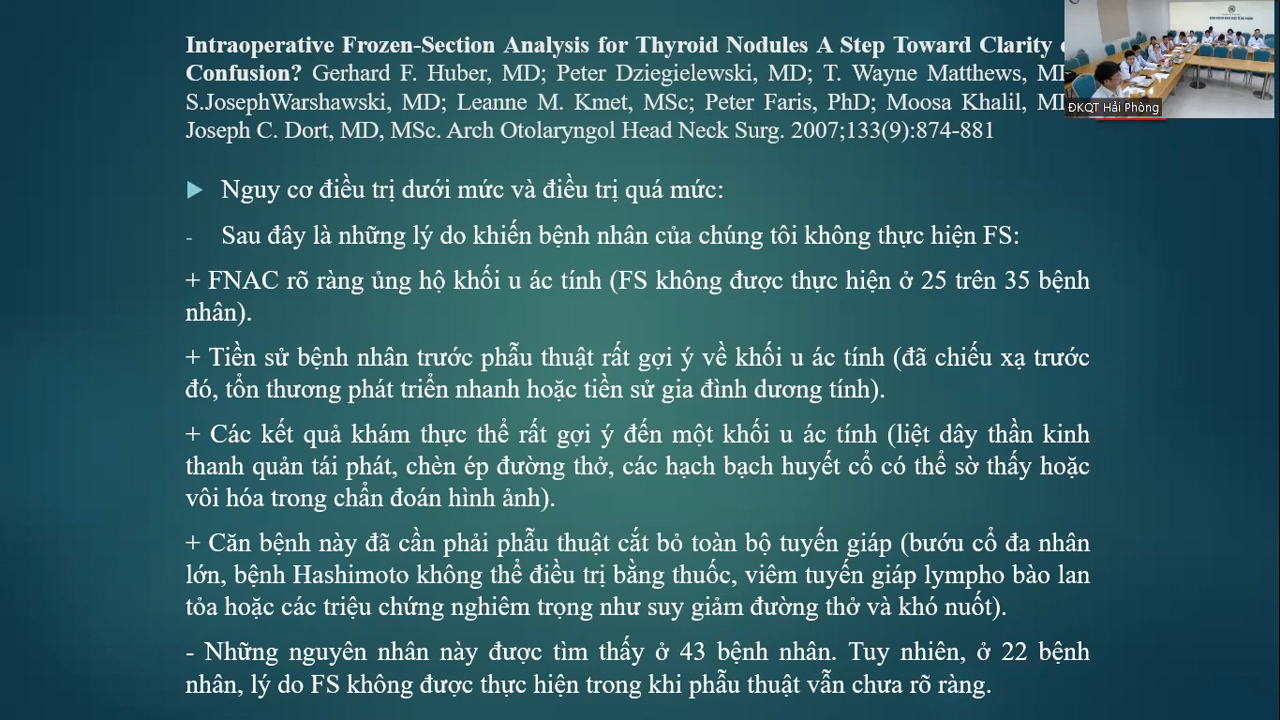 Intraoperative Frozen-Section Analysis for Thyroid Nodules A Step Toward Clarity
Confusion? Gerhard F. Huber, MD; Peter Dziegielewski, MD; T. Wayne Matthews,
S.JosephWarshawski, MD; Leanne M. Kmet, MSc; Peter Faris, PhD; Moosa Khalil,
Joseph C. Dort, MD, MSc. Arch Otolaryngol Head Neck Surg. 2007;133(9):874-881
ĐKQT Hải Phòng
Nguy cơ điều trị dưới mức và điều trị quá mức:
- Sau đây là những lý do khiến bệnh nhân của chúng tôi không thực hiện FS:
+ FNAC rõ ràng ủng hộ khối u ác tính (FS không được thực hiện ở 25 trên 35 bệnh
nhân).
+ Tiền sử bệnh nhân trước phẫu thuật rất gợi ý về khối u ác tính (đã chiếu xạ trước
đó, tổn thương phát triển nhanh hoặc tiền sử gia đình dương tính).
+ Các kết quả khám thực thể rất gợi ý đến một khối u ác tính (liệt dây thần kinh
thanh quản tái phát, chèn ép đường thở, các hạch bạch huyết cổ có thể sờ thấy hoặc
vôi hóa trong chẩn đoán hình ảnh).
+ Căn bệnh này đã cần phải phẫu thuật cắt bỏ toàn bộ tuyến giáp (bướu cổ đa nhân
lớn, bệnh Hashimoto không thể điều trị bằng thuốc, viêm tuyến giáp lympho bào lan
tỏa hoặc các triệu chứng nghiêm trọng như suy giảm đường thở và khó nuốt).
- Những nguyên nhân này được tìm thấy ở 43 bệnh nhân. Tuy nhiên, ở 22 bệnh
nhân, lý do FS không được thực hiện trong khi phẫu thuật vẫn chưa rõ ràng.